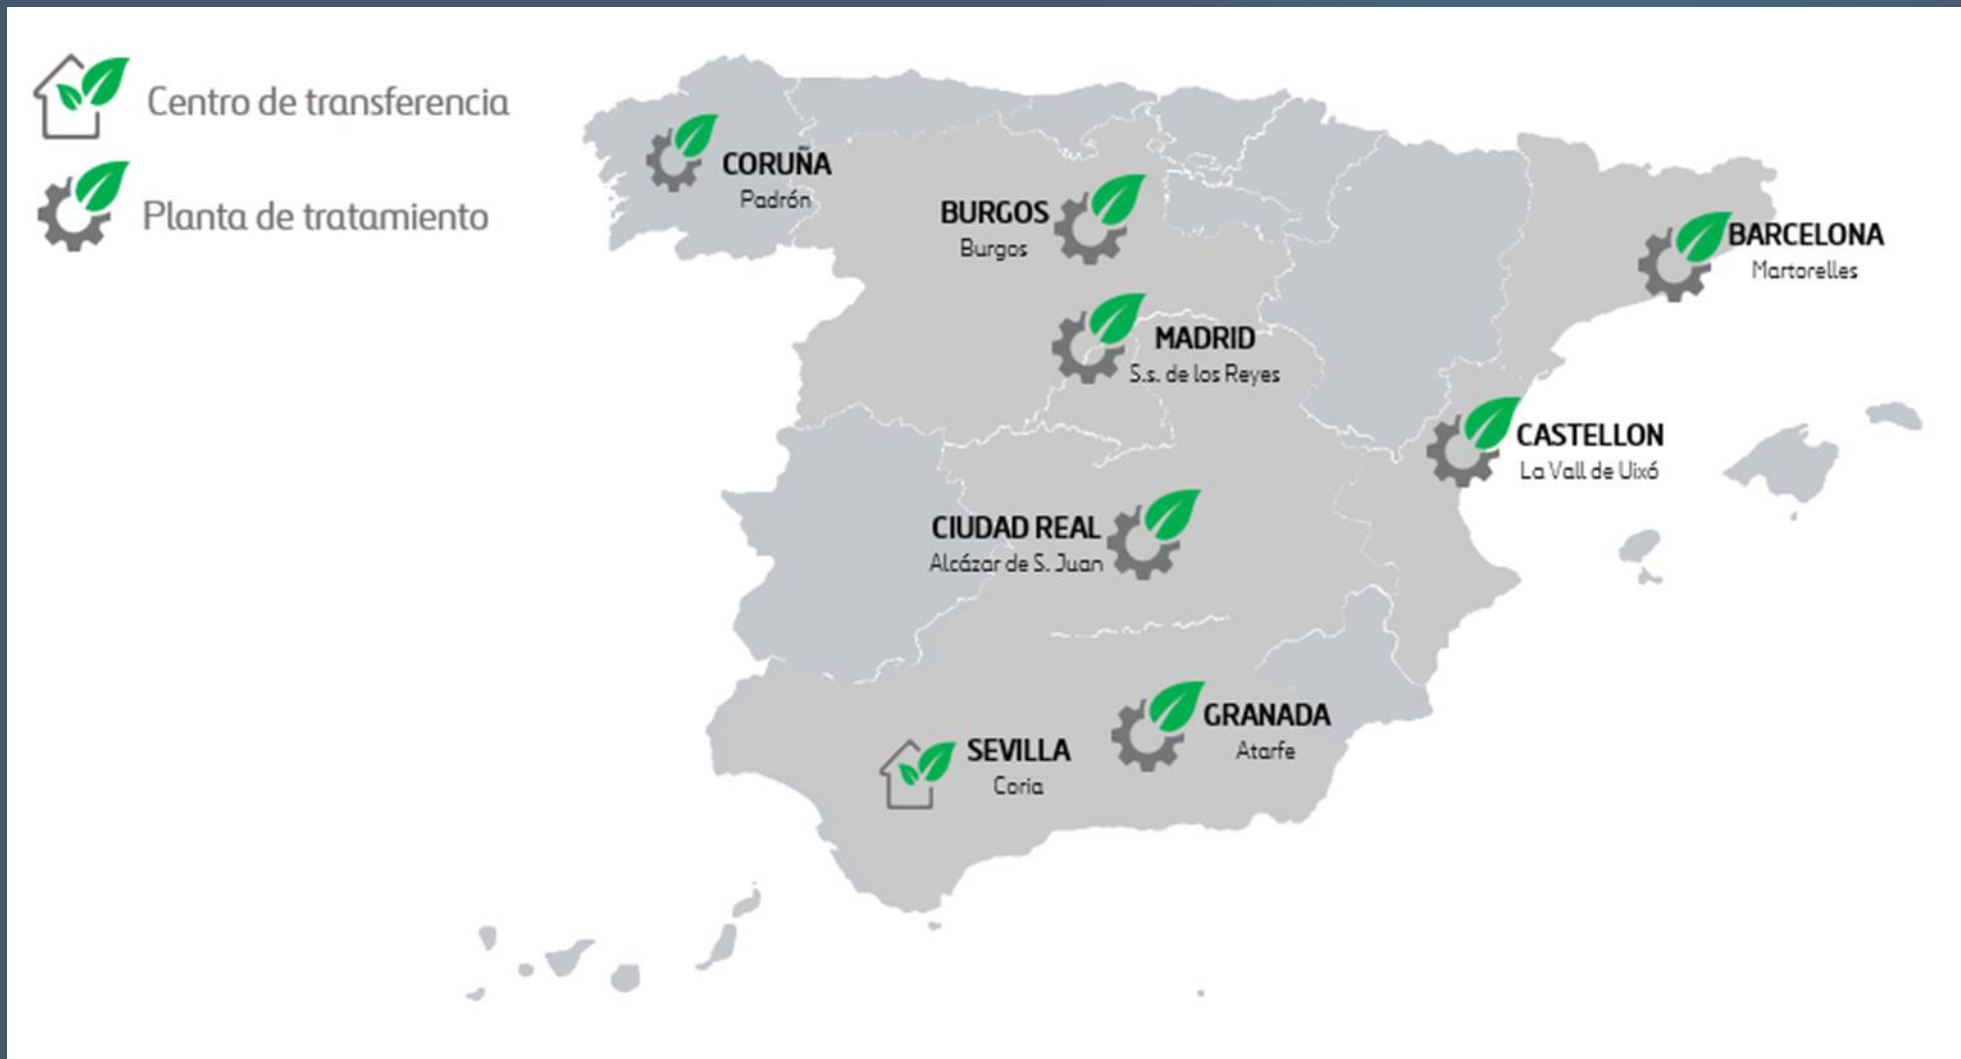 Centro de transferencia
Planta de tratamiento
CORUÑA
Padrón
BURGOS
Burgos
BARCELONA
Martorelles
MADRID
S.s. de los Reyes
CASTELLON
La Vall de Uixó
CIUDAD REAL
Alcázar de S. Juan
GRANADA
Atarfe
SEVILLA
Coria